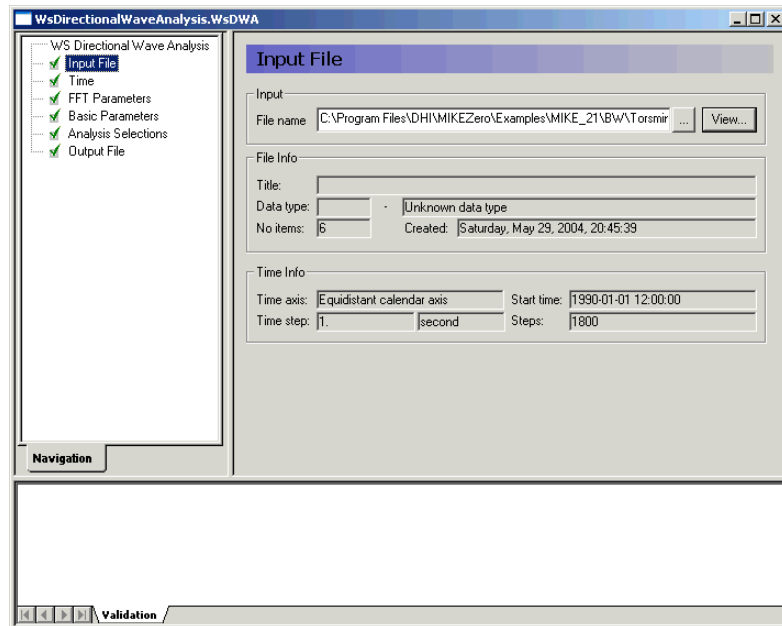 WsDirectionalWaveAnalysis.WsDWA
WS Directional Wave Analysis
Input File
Time
FFT Parameters
Basic Parameters
Analysis Selections
Output File
Navigation
Input File
Input
File name C:\Program Files\DHI\MIKEZero\Examples\MIKE_21\BW\Torsmir ... View...
File Info
Title:
Data type: - Unknown data type
No items: 6 Created: Saturday, May 29, 2004, 20:45:39
Time Info
Time axis: Equidistant calendar axis Start time: 1990-01-01 12:00:00
Time step: 1. second Steps: 1800
Validation